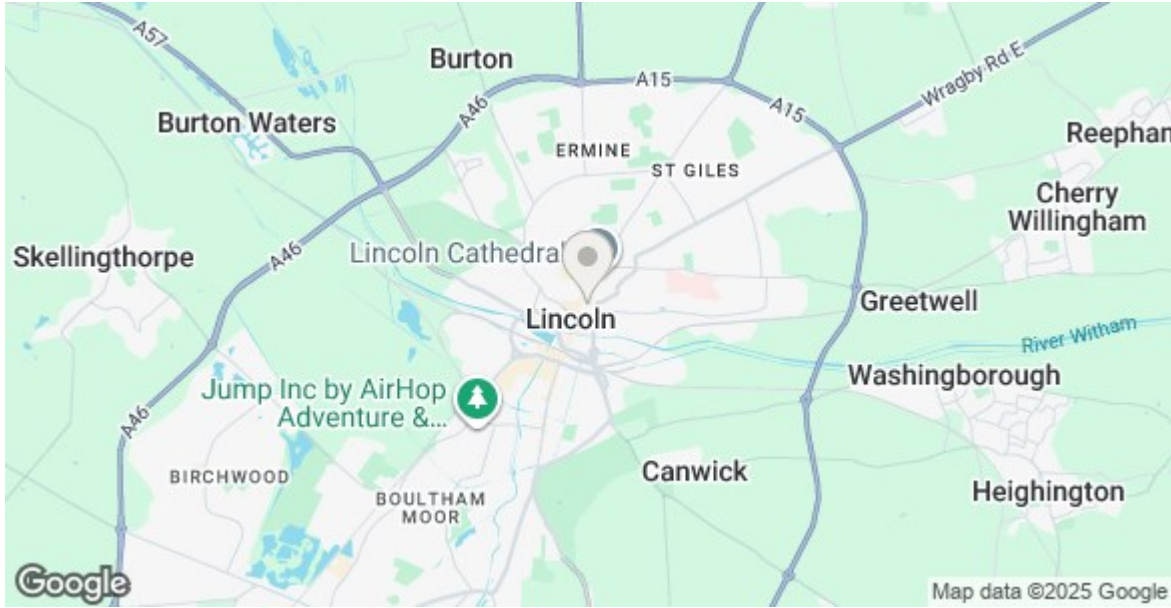 A57
Burton
A15
Wragby Rd E
A46
A15
Burton Waters
Reepham
ERMINE
ST GILES
Cherry
Willingham
Skellingthorpe
A46
Lincoln Cathedral
Greetwell
Lincoln
River Witham
Washingborough
Jump Inc by AirHop
Adventure &...
A46
BIRCHWOOD
Canwick
BOULTHAM
MOOR
Heighington
Google
Map data ©2025 Google